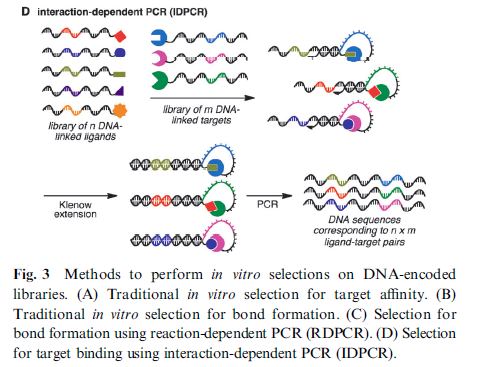 D interaction-dependent PCR (IDPCR)
library of n DNA-
linked ligands
library of m DNA-
linked targets
Klenow
extension
PCR
DNA sequences
corresponding to n x m
ligand-target pairs
Fig. 3 Methods to perform in vitro selections on DNA-encoded
libraries. (A) Traditional in vitro selection for target affinity. (B)
Traditional in vitro selection for bond formation. (C) Selection for
bond formation using reaction-dependent PCR (RDPCR). (D) Selection
for target binding using interaction-dependent PCR (IDPCR).